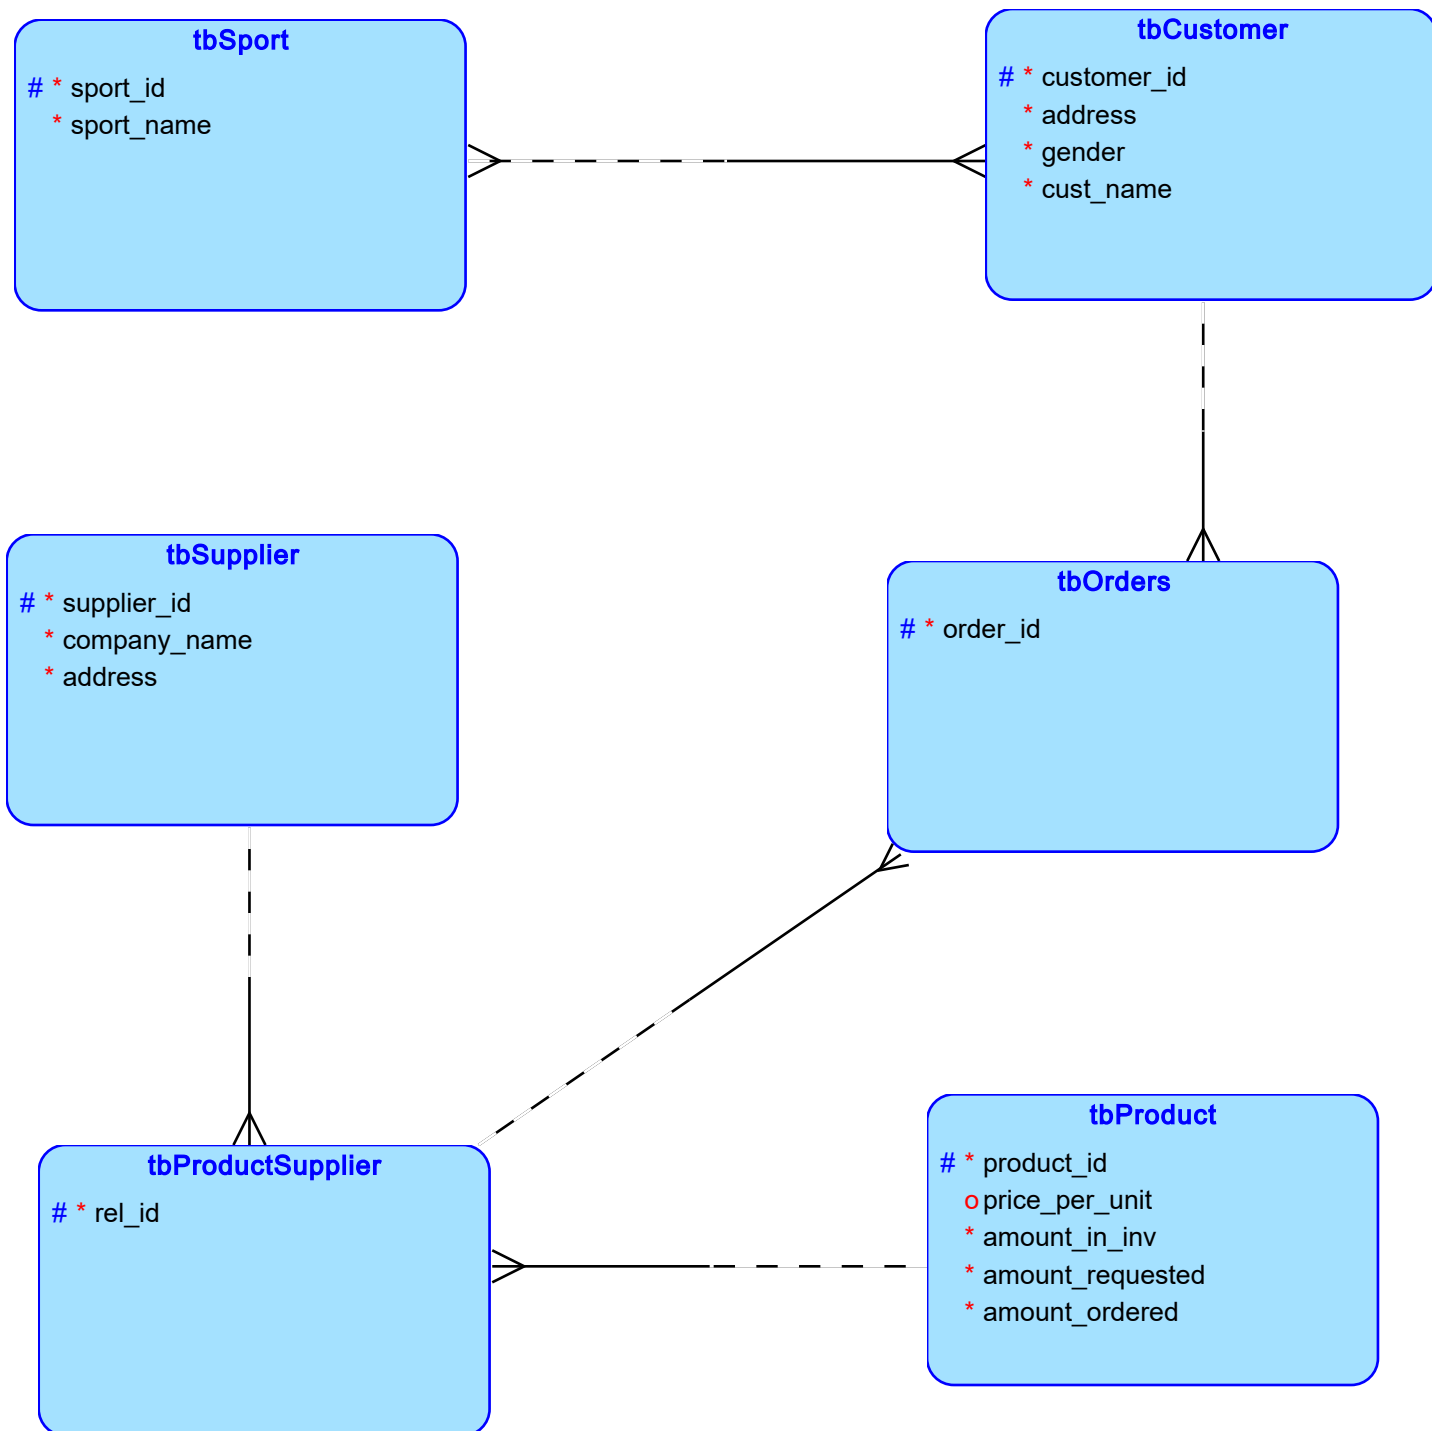 tbSport
# * sport_id
* sport_name
tbCustomer
# * customer_id
* address
* gender
* cust_name
tbSupplier
# * supplier_id
* company_name
* address
tbOrders
# * order_id
tbProductSupplier
# * rel_id
tbProduct
# * product_id
o price_per_unit
* amount_in_inv
* amount_requested
* amount_ordered